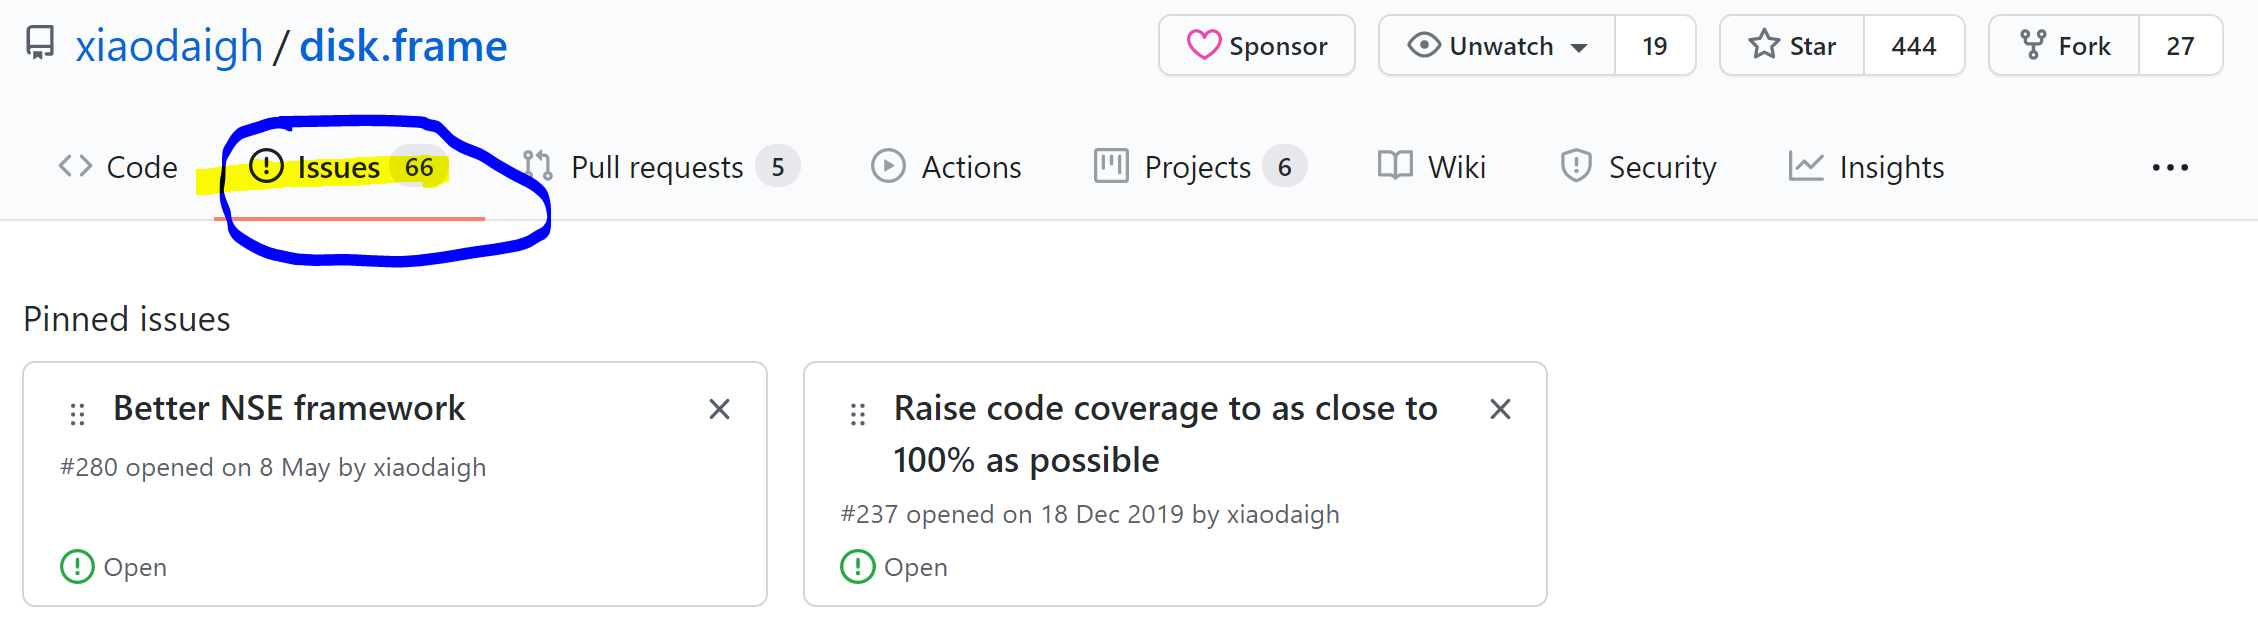 xiaodaigh / disk.frame Sponsor Unwatch 19 Star 444 Fork 27
Code Issues 66 Pull requests 5 Actions Projects 6 Wiki Security Insights ...
Pinned issues
Better NSE framework
#280 opened on 8 May by xiaodaigh
Open
Raise code coverage to as close to
100% as possible
#237 opened on 18 Dec 2019 by xiaodaigh
Open